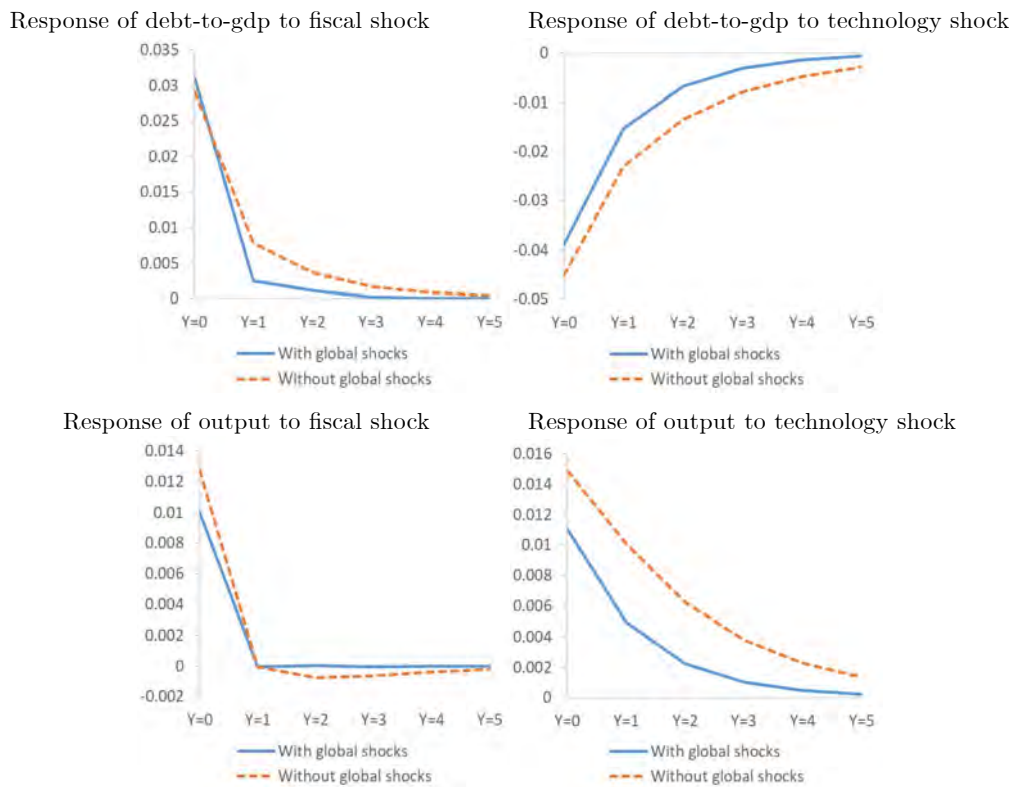 Response of debt-to-gdp to fiscal shock
0.035
0.03
0.025
0.02
0.015
0.01
0.005
0
Y=0 Y=1 Y=2 Y=3 Y=4 Y=5
With global shocks
Without global shocks
Response of debt-to-gdp to technology shock
0
-0.01
-0.02
-0.03
-0.04
-0.05
Y=0 Y=1 Y=2 Y=3 Y=4 Y=5
With global shocks
Without global shocks
Response of output to fiscal shock
0.014
0.012
0.01
0.008
0.006
0.004
0.002
0
-0.002
Y=0 Y=1 Y=2 Y=3 Y=4 Y=5
With global shocks
Without global shocks
Response of output to technology shock
0.016
0.014
0.012
0.01
0.008
0.006
0.004
0.002
0
Y=0 Y=1 Y=2 Y=3 Y=4 Y=5
With global shocks
Without global shocks